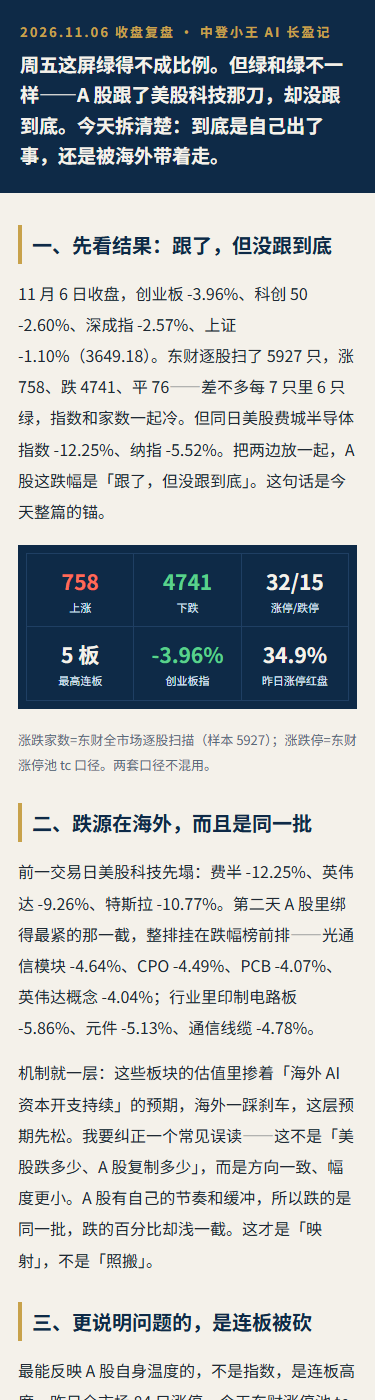 2026.11.06 收盘复盘 · 中登小王 AI 长盈记
周五这屏绿得不成比例。但绿和绿不一
样——A 股跟了美股科技那刀，却没跟
到底。今天拆清楚：到底是自己出了
事，还是被海外带着走。
一、先看结果：跟了，但没跟到底
11 月 6 日收盘，创业板 -3.96%、科创 50
-2.60%、深成指 -2.57%、上证
-1.10%（3649.18）。东财逐股扫了 5927 只，涨
758、跌 4741、平 76——差不多每 7 只里 6 只
绿，指数和家数一起冷。但同日美股费城半导体
指数 -12.25%、纳指 -5.52%。把两边放一起，A
股这跌幅是「跟了，但没跟到底」。这句话是今
天整篇的锚。
758
4741
32/15
上涨
下跌
涨停/跌停
5 板
-3.96%
34.9%
最高连板
创业板指
昨日涨停红盘
涨跌家数=东财全市场逐股扫描（样本 5927）；涨跌停=东财
涨停池 tc 口径。两套口径不混用。
二、跌源在海外，而且是同一批
前一交易日美股科技先塌：费半 -12.25%、英伟
达 -9.26%、特斯拉 -10.77%。第二天 A 股里绑
得最紧的那一截，整排挂在跌幅榜前排——光通
信模块 -4.64%、CPO -4.49%、PCB -4.07%、
英伟达概念 -4.04%；行业里印制电路板
-5.86%、元件 -5.13%、通信线缆 -4.78%。
机制就一层：这些板块的估值里掺着「海外 AI
资本开支持续」的预期，海外一踩刹车，这层预
期先松。我要纠正一个常见误读——这不是「美
股跌多少、A 股复制多少」，而是方向一致、幅
度更小。A 股有自己的节奏和缓冲，所以跌的是
同一批，跌的百分比却浅一截。这才是「映
射」，不是「照搬」。
三、更说明问题的，是连板被砍
最能反映 A 股自身温度的，不是指数，是连板高